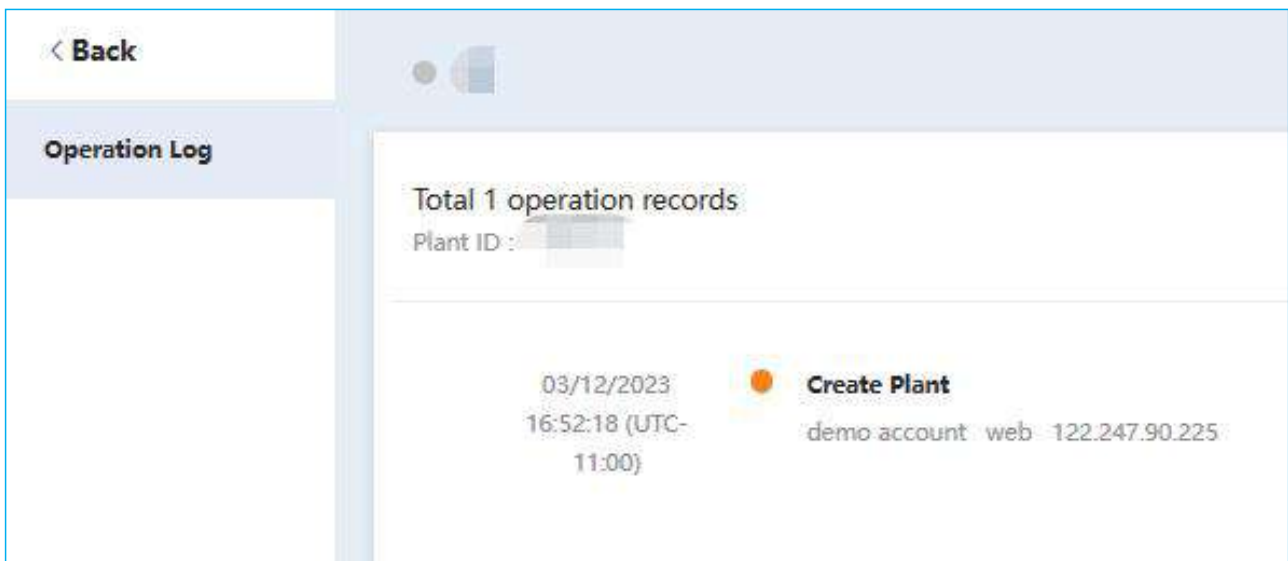 < Back
Operation Log
Total 1 operation records
Plant ID :
03/12/2023
16:52:18 (UTC-
11:00)
Create Plant
demo account web 122.247.90.225